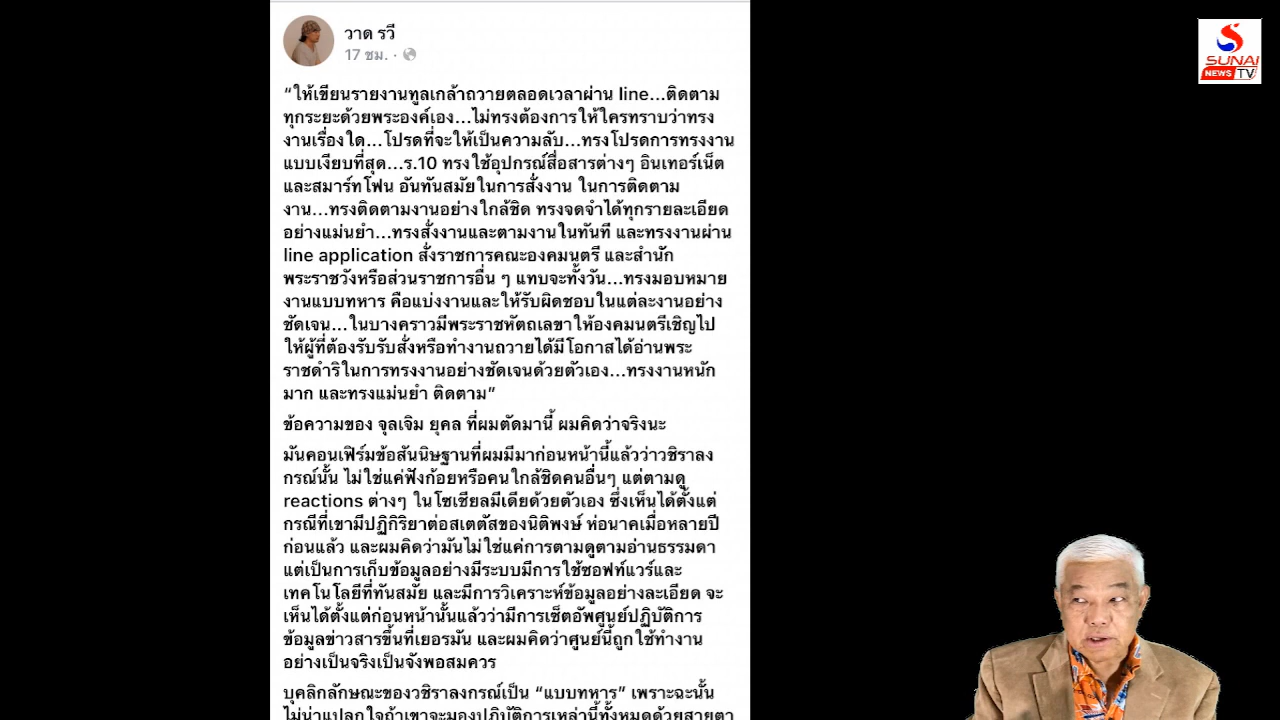 วาด รวี
17 ชม. ·
“ให้เขียนรายงานทูลเกล้าถวายตลอดเวลาผ่าน line...ติดตาม
ทุกระยะด้วยพระองค์เอง...ไม่ทรงต้องการให้ใครทราบว่าทรง
งานเรื่องใด...โปรดที่จะให้เป็นความลับ...ทรงโปรดการทรงงาน
แบบเงียบที่สุด...ร.10 ทรงใช้อุปกรณ์สื่อสารต่างๆ อินเทอร์เน็ต
และสมาร์ทโฟน อันทันสมัยในการสั่งงาน ในการติดตาม
งาน...ทรงติดตามงานอย่างใกล้ชิด ทรงจดจำได้ทุกรายละเอียด
อย่างแม่นยำ...ทรงสั่งงานและตามงานในทันที และทรงงานผ่าน
line application สั่งราชการคณะองคมนตรี และสำนัก
พระราชวังหรือส่วนราชการอื่น ๆ แทบจะทั้งวัน...ทรงมอบหมาย
งานแบบทหาร คือแบ่งงานและให้รับผิดชอบในแต่ละงานอย่าง
ชัดเจน...ในบางคราวมีพระราชหัตถเลขาให้องคมนตรีเชิญไป
ให้ผู้ที่ต้องรับรับสั่งหรือทำงานถวายได้มีโอกาสได้อ่านพระ
ราชดำริในการทรงงานอย่างชัดเจนด้วยตัวเอง...ทรงงานหนัก
มาก และทรงแม่นยำ ติดตาม”
ข้อความของ จุลเจิม ยุคล ที่ผมตัดมานี้ ผมคิดว่าจริงนะ
มันคอนเฟิร์มข้อสันนิษฐานที่ผมมีมาก่อนหน้านี้แล้วว่าวชิราลง
กรณ์นั้น ไม่ใช่แค่ฟังก้อยหรือคนใกล้ชิดคนอื่นๆ แต่ตามดู
reactions ต่างๆ ในโซเชียลมีเดียด้วยตัวเอง ซึ่งเห็นได้ตั้งแต่
กรณีที่เขามีปฏิกิริยาต่อสเตตัสของนิติพงษ์ ห่อนาคเมื่อหลายปี
ก่อนแล้ว และผมคิดว่ามันไม่ใช่แค่การตามดูตามอ่านธรรมดา
แต่เป็นการเก็บข้อมูลอย่างมีระบบมีการใช้ซอฟท์แวร์และ
เทคโนโลยีที่ทันสมัย และมีการวิเคราะห์ข้อมูลอย่างละเอียด จะ
เห็นได้ตั้งแต่ก่อนหน้านั้นแล้วว่ามีการเซ็ตอัพศูนย์ปฏิบัติการ
ข้อมูลข่าวสารขึ้นที่เยอรมัน และผมคิดว่าศูนย์นี้ถูกใช้ทำงาน
อย่างเป็นจริงเป็นจังพอสมควร
บุคลิกลักษณะของวชิราลงกรณ์เป็น “แบบทหาร” เพราะฉะนั้น
ไม่น่าแปลกใจถ้าเขาจะมองปฏิบัติการเหล่านี้ทั้งหมดด้วยสายตา
SUNAI
NEWS TV